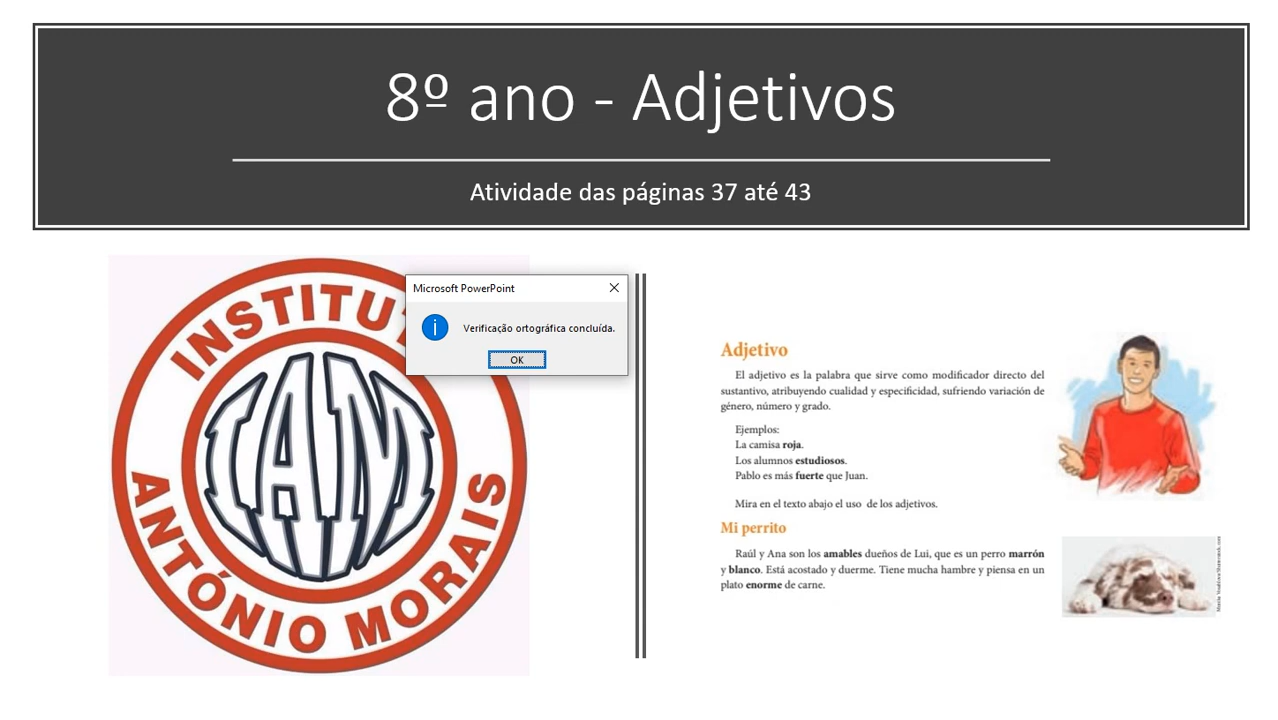 8º ano - Adjetivos
Atividade das páginas 37 até 43
INSTITUT
IAM
ANTÓNIO MORAIS
Microsoft PowerPoint
Verificação ortográfica concluída.
OK
Adjetivo
El adjetivo es la palabra que sirve como modificador directo del
sustantivo, atribuyendo cualidad y especificidad, sufriendo variación de
género, número y grado.
Ejemplos:
La camisa roja.
Los alumnos estudiosos.
Pablo es más fuerte que Juan.
Mira en el texto abajo el uso de los adjetivos.
Mi perrito
Raúl y Ana son los amables dueños de Lui, que es un perro marrón
y blanco. Está acostado y duerme. Tiene mucha hambre y piensa en un
plato enorme de carne.